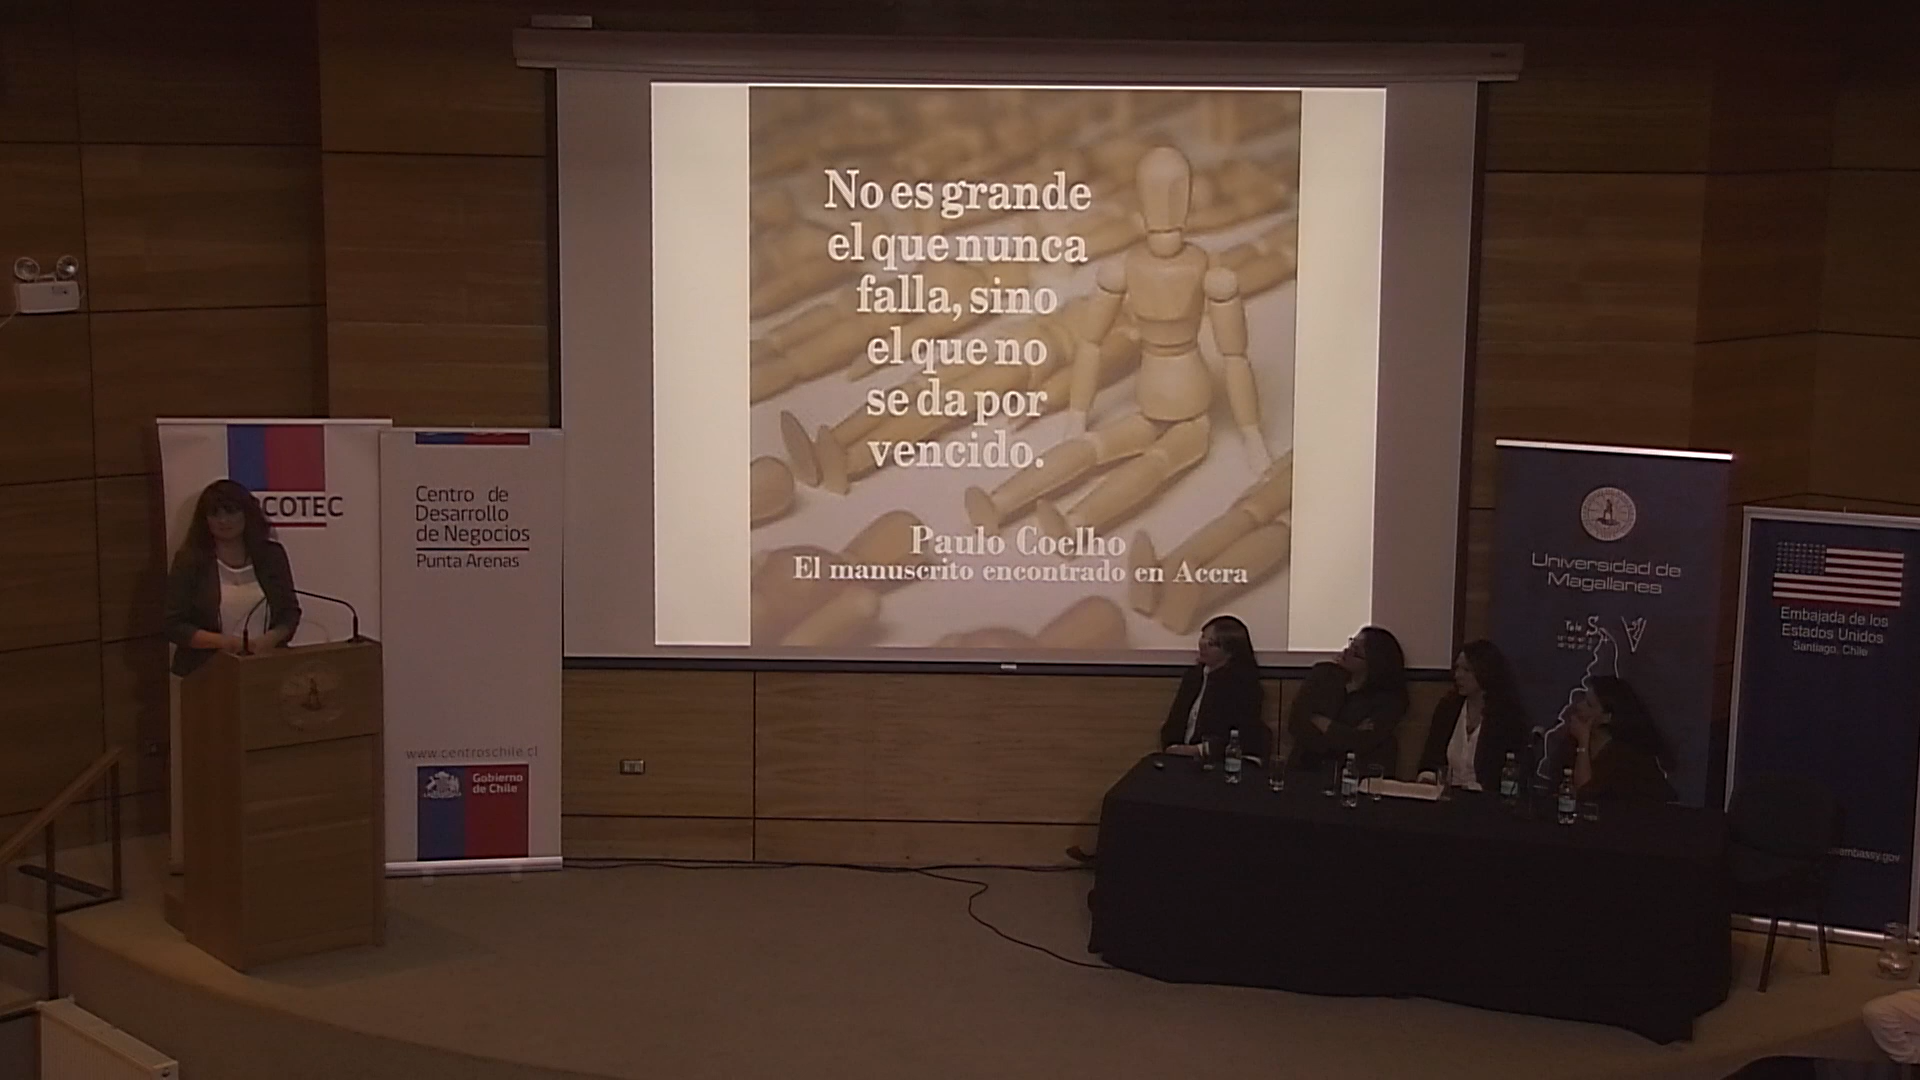 No es grande
el que nunca
falla, sino
el que no
se da por
vencido.
Paulo Coelho
El manuscrito encontrado en Accra
COTEC
Centro de
Desarrollo
de Negocios
Punta Arenas
www.centroschile.cl
Gobierno
de Chile
Universidad de
Magallanes
Embajada de los
Estados Unidos
Santiago, Chile
embassy.gov